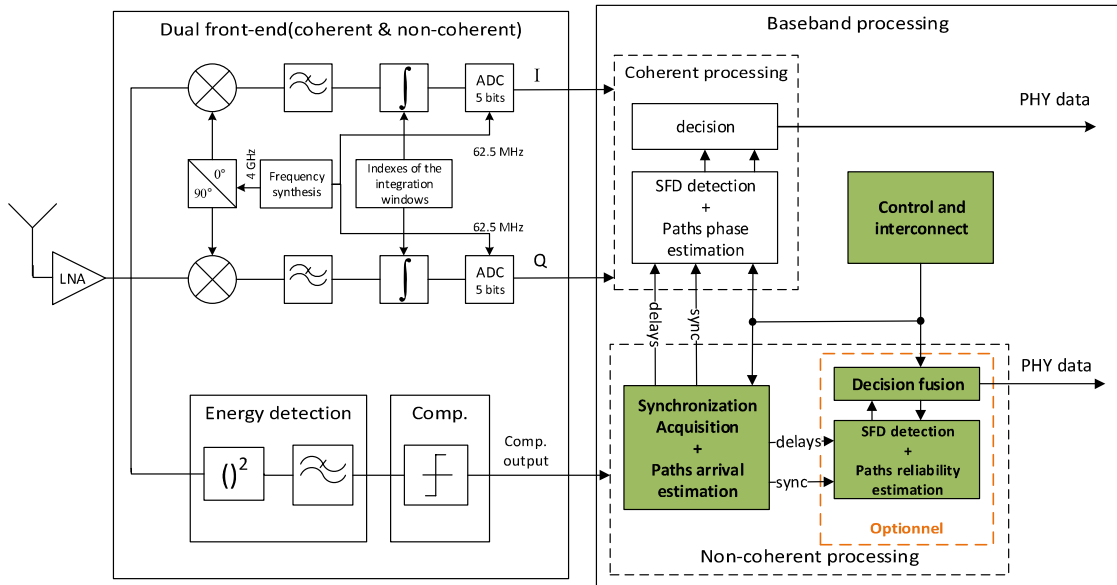 Dual front-end(coherent & non-coherent)
Baseband processing
ADC
5 bits
I
Coherent processing
PHY data
decision
62.5 MHz
4 GHz
0°
90°
Frequency
synthesis
Indexes of the
integration
windows
SFD detection
+
Paths phase
estimation
Control and
interconnect
62.5 MHz
LNA
ADC
5 bits
Q
delays
sync
PHY data
Decision fusion
Energy detection
Comp.
Synchronization
Acquisition
+
Paths arrival
estimation
delays
SFD detection
+
Paths reliability
estimation
Comp.
output
()²
sync
Optionnel
Non-coherent processing